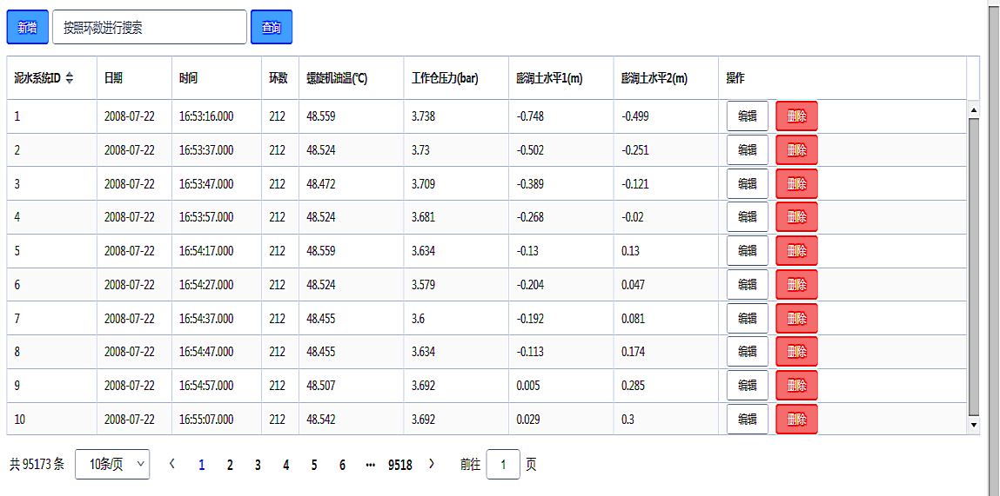 新增 按照环数进行搜索 查询
泥水系统ID 日期 时间 环数 螺旋机油温(℃) 工作仓压力(bar) 膨润土水平1(m) 膨润土水平2(m) 操作
1 2008-07-22 16:53:16.000 212 48.559 3.738 -0.748 -0.499 编辑 删除
2 2008-07-22 16:53:37.000 212 48.524 3.73 -0.502 -0.251 编辑 删除
3 2008-07-22 16:53:47.000 212 48.472 3.709 -0.389 -0.121 编辑 删除
4 2008-07-22 16:53:57.000 212 48.524 3.681 -0.268 -0.02 编辑 删除
5 2008-07-22 16:54:17.000 212 48.559 3.634 -0.13 0.13 编辑 删除
6 2008-07-22 16:54:27.000 212 48.524 3.579 -0.204 0.047 编辑 删除
7 2008-07-22 16:54:37.000 212 48.455 3.6 -0.192 0.081 编辑 删除
8 2008-07-22 16:54:47.000 212 48.455 3.634 -0.113 0.174 编辑 删除
9 2008-07-22 16:54:57.000 212 48.507 3.692 0.005 0.285 编辑 删除
10 2008-07-22 16:55:07.000 212 48.542 3.692 0.029 0.3 编辑 删除
共 95173 条 10条/页 1 2 3 4 5 6 ••• 9518 前往 1 页